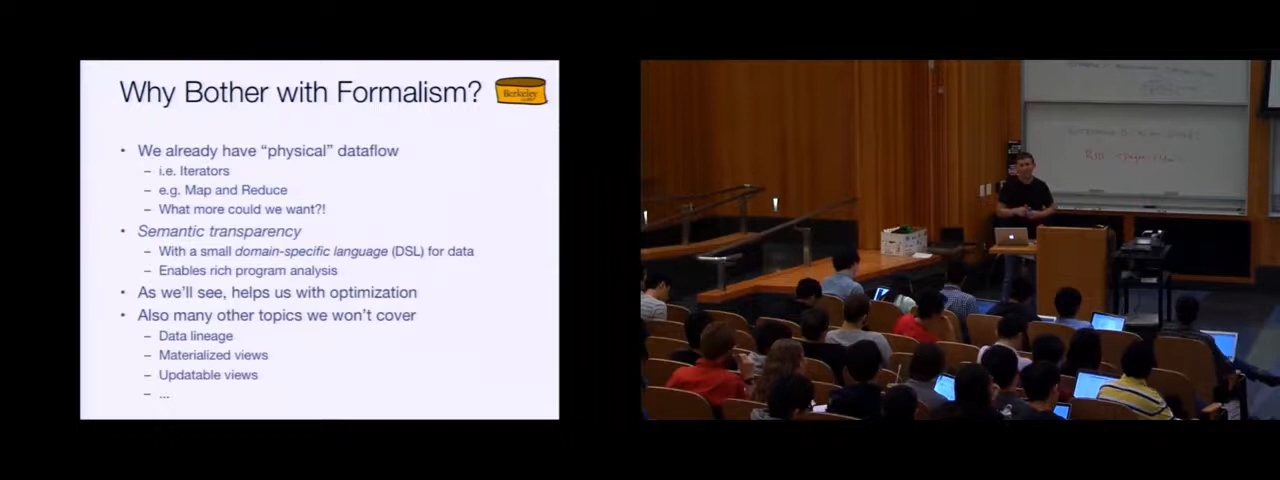 Why Bother with Formalism?
Berkeley
• We already have “physical” dataflow
– i.e. Iterators
– e.g. Map and Reduce
– What more could we want?!
• Semantic transparency
– With a small domain-specific language (DSL) for data
– Enables rich program analysis
• As we’ll see, helps us with optimization
• Also many other topics we won’t cover
– Data lineage
– Materialized views
– Updatable views
– ...